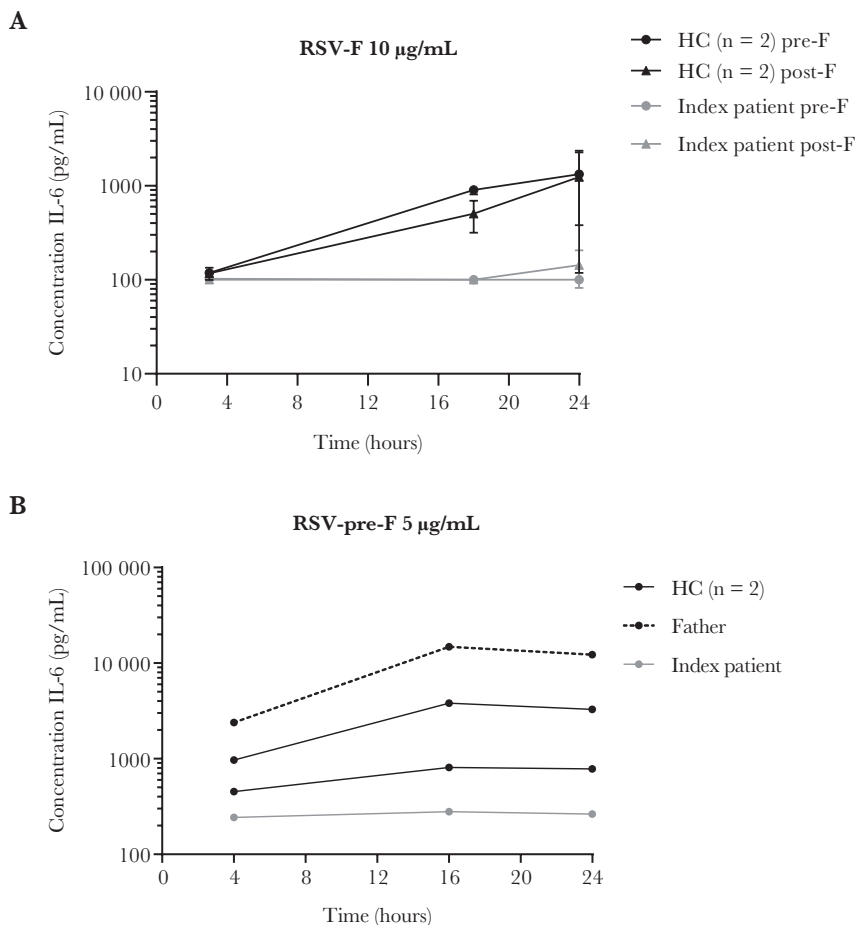 A
RSV-F 10 µg/mL
HC (n = 2) pre-F
HC (n = 2) post-F
Index patient pre-F
Index patient post-F
Concentration IL-6 (pg/mL)
10 000
1000
100
10
0 4 8 12 16 20 24
Time (hours)
B
RSV-pre-F 5 µg/mL
HC (n = 2)
Father
Index patient
Concentration IL-6 (pg/mL)
100 000
10 000
1000
100
0 4 8 12 16 20 24
Time (hours)